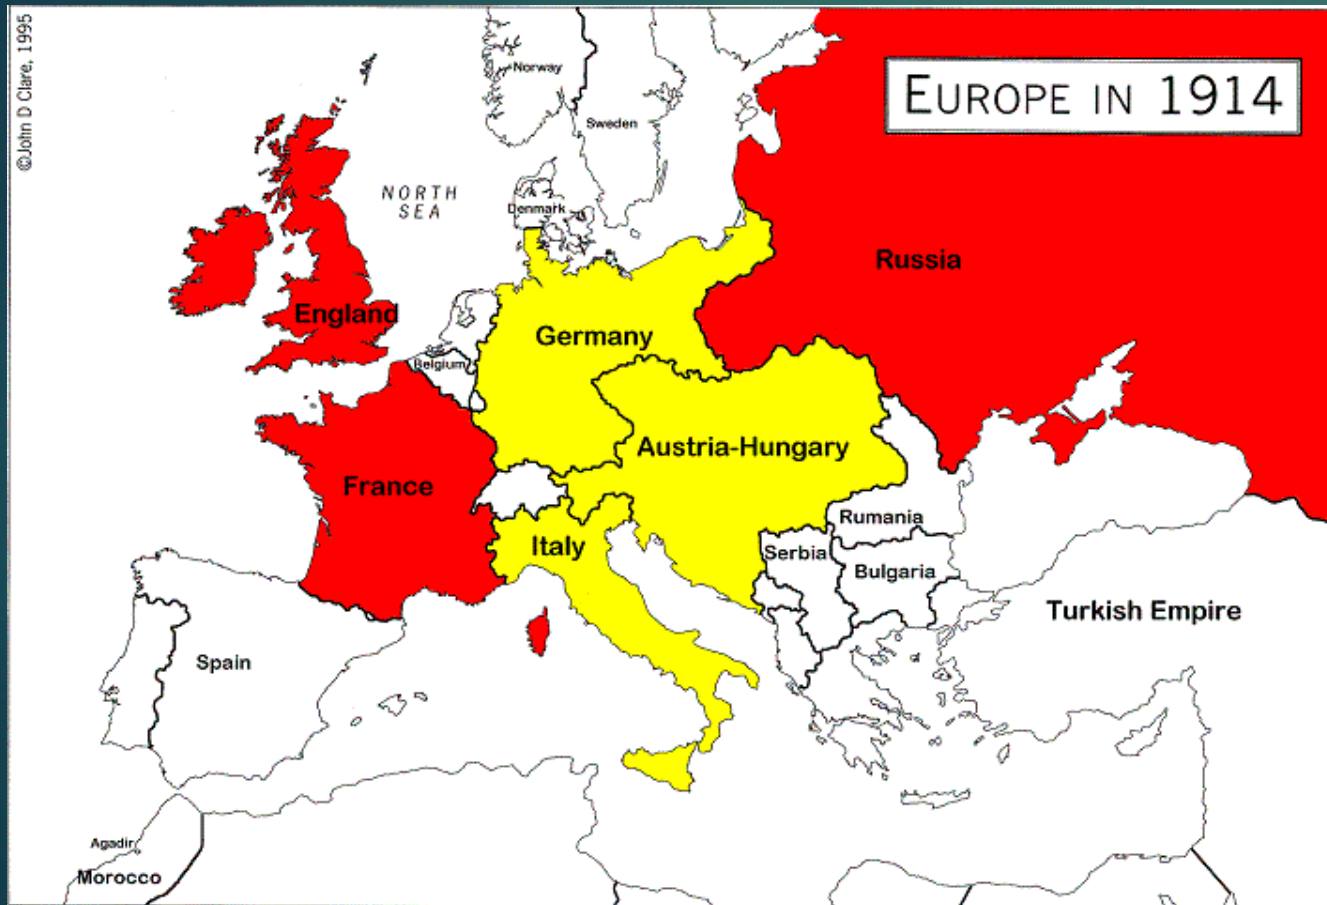 ©John D Clare, 1995
EUROPE IN 1914
Norway
Sweden
NORTH
SEA
Denmark
Russia
England
Germany
Belgium
Austria-Hungary
France
Rumania
Italy
Serbia
Bulgaria
Turkish Empire
Spain
Agadir
Morocco